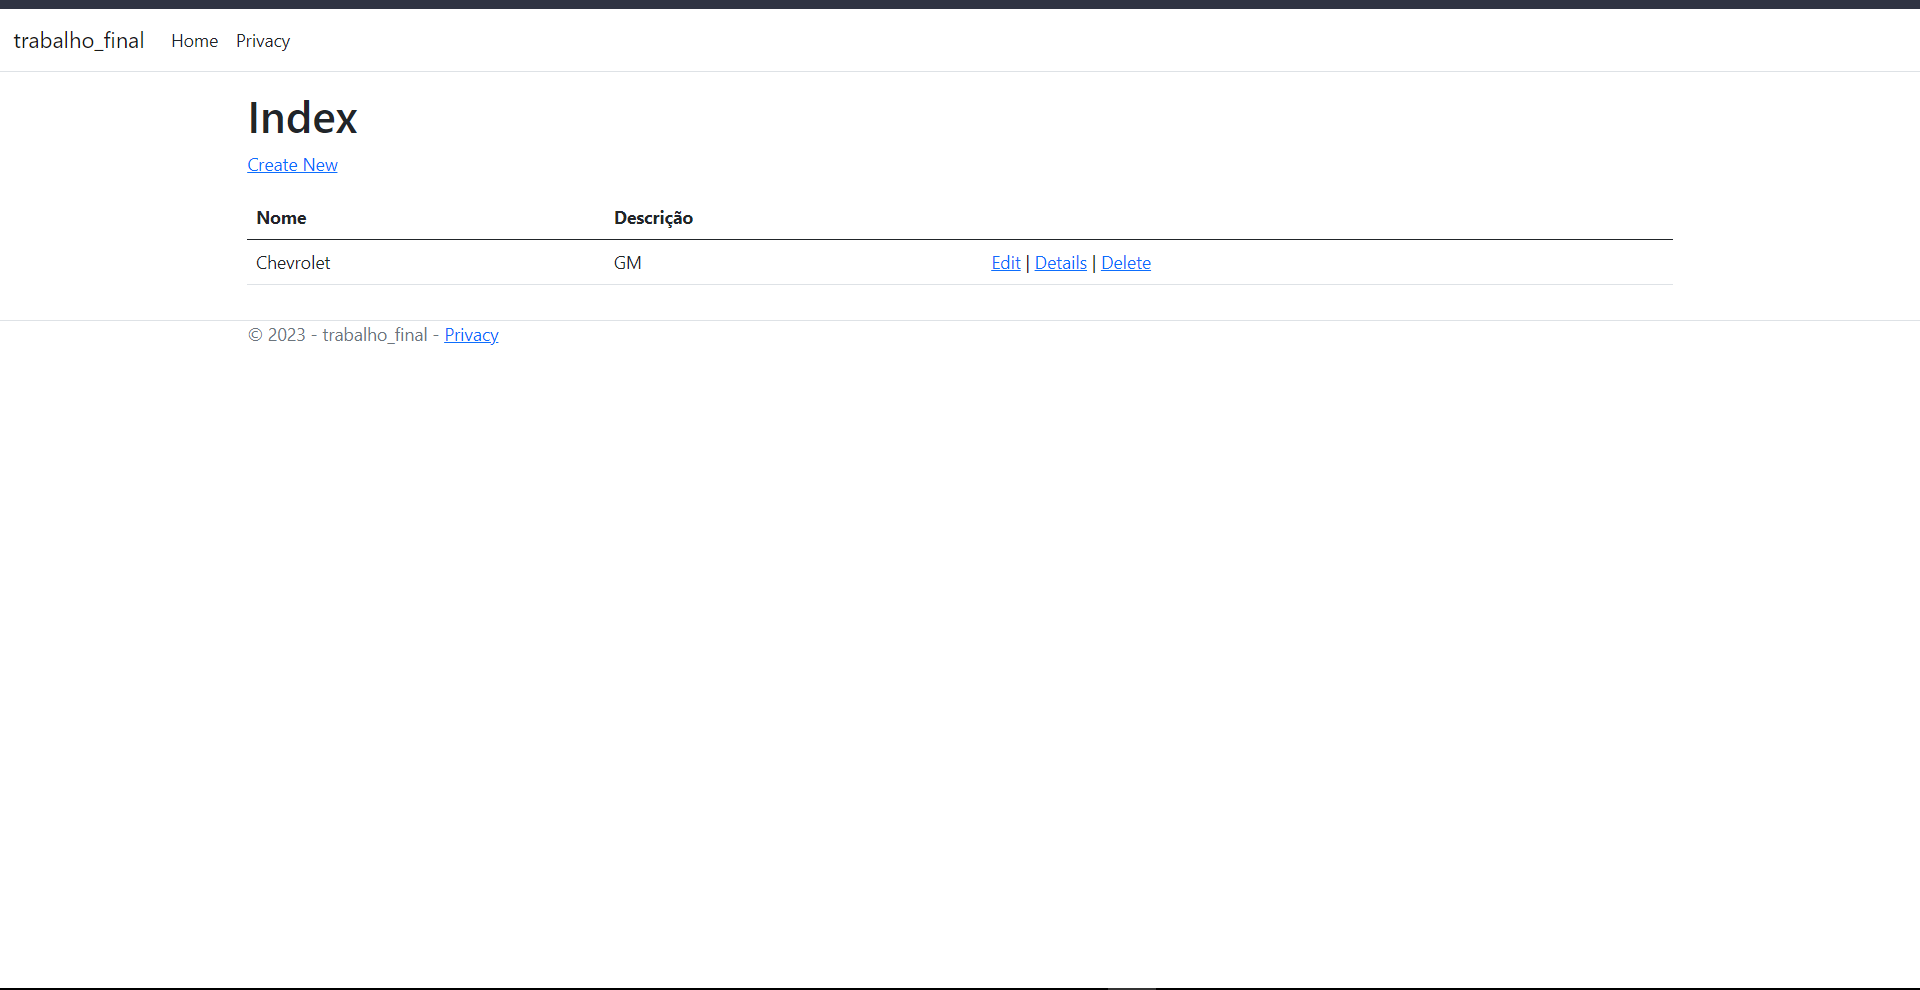 trabalho_final Home Privacy
Index
Create New
Nome Descrição
Chevrolet GM Edit | Details | Delete
© 2023 - trabalho_final - Privacy